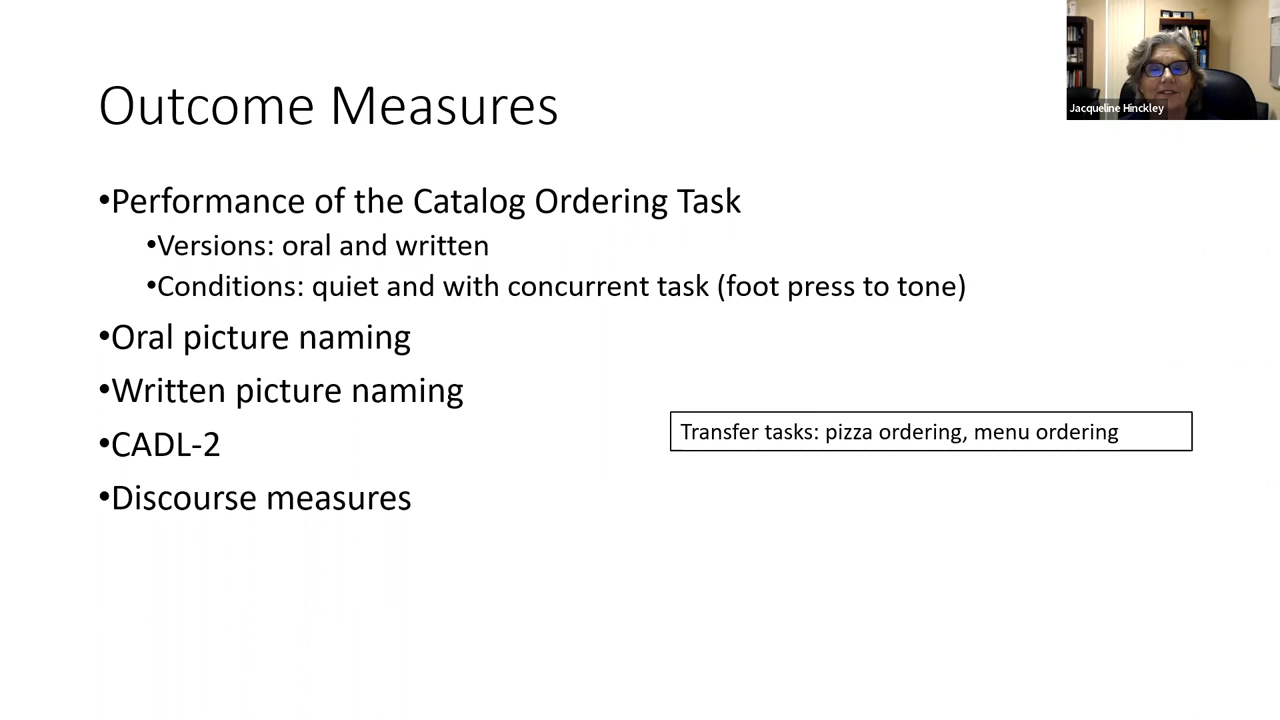 Jacqueline Hinckley
Outcome Measures
•Performance of the Catalog Ordering Task
•Versions: oral and written
•Conditions: quiet and with concurrent task (foot press to tone)
•Oral picture naming
•Written picture naming
•CADL-2
•Discourse measures
Transfer tasks: pizza ordering, menu ordering